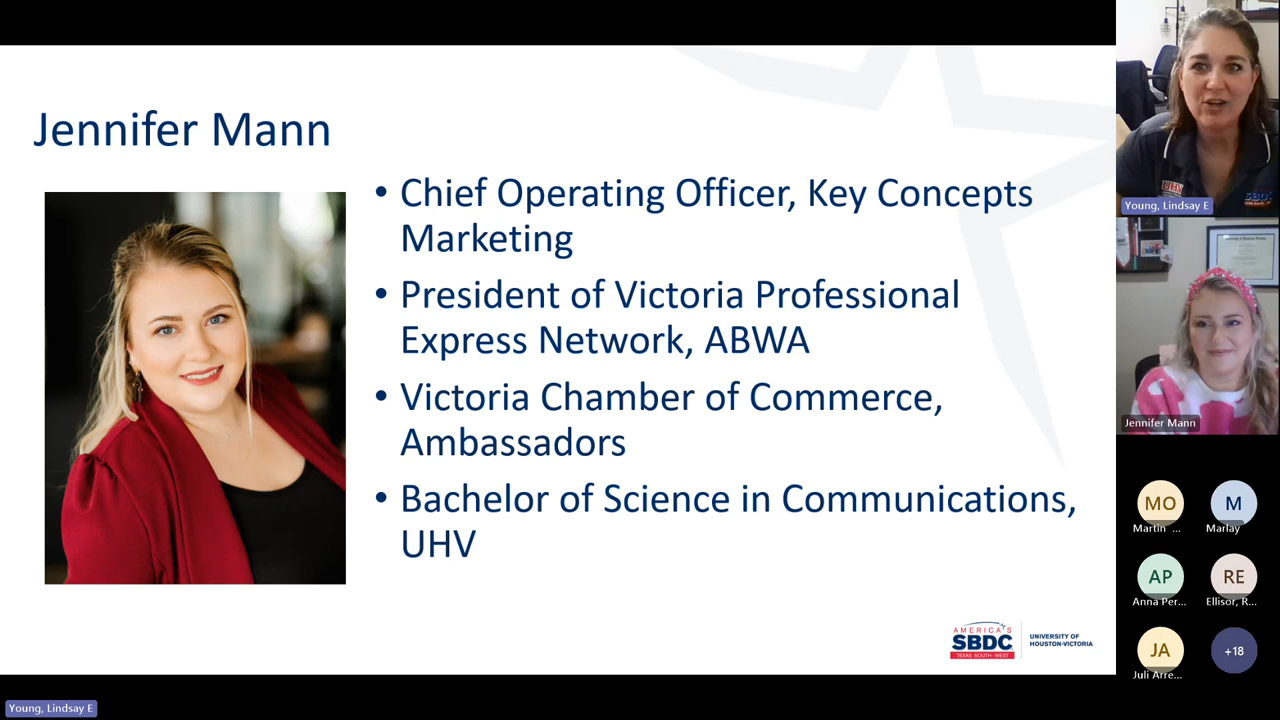 Jennifer Mann
• Chief Operating Officer, Key Concepts
Marketing
• President of Victoria Professional
Express Network, ABWA
• Victoria Chamber of Commerce,
Ambassadors
• Bachelor of Science in Communications,
UHV
AMERICA'S
SBDC
TEXAS SOUTH-WEST
UNIVERSITY OF
HOUSTON-VICTORIA
Young, Lindsay E
UHV
SBDC
Young, Lindsay E
Jennifer Mann
MO
Martin ...
M
Marlay
AP
Anna Per...
RE
Ellisor, R...
JA
Juli Arre...
+18